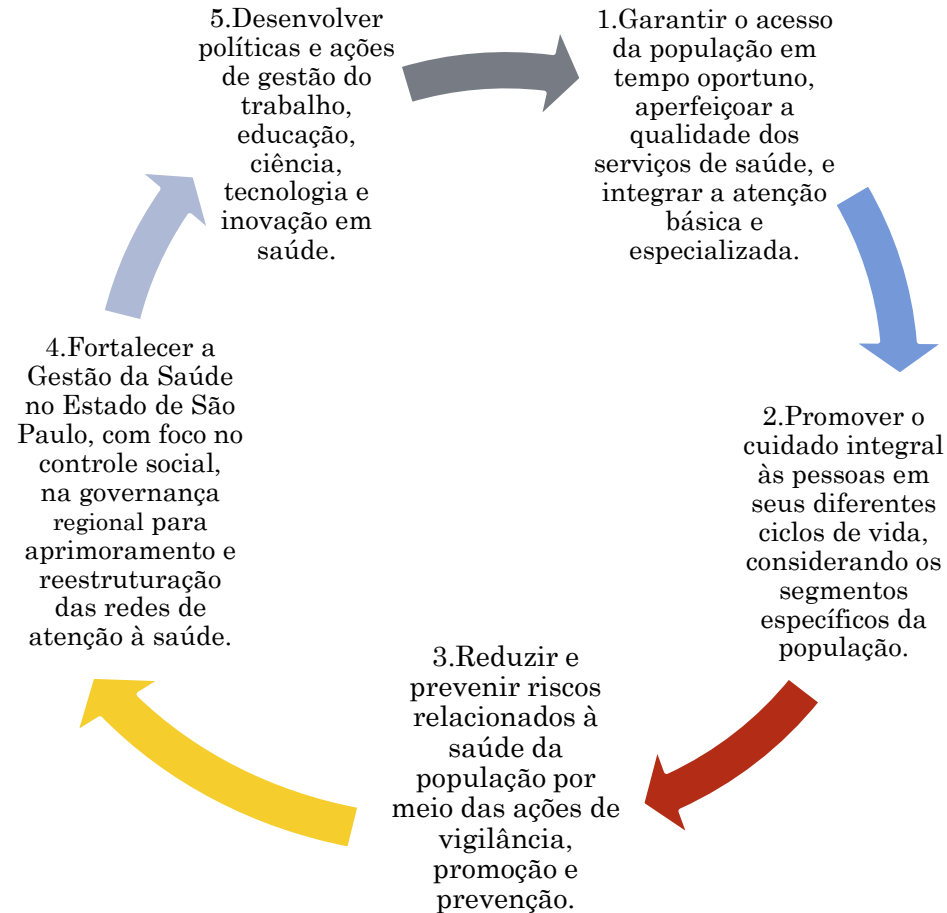 1.Garantir o acesso
da população em
tempo oportuno,
aperfeiçoar a
qualidade dos
serviços de saúde, e
integrar a atenção
básica e
especializada.
2.Promover o
cuidado integral
às pessoas em
seus diferentes
ciclos de vida,
considerando os
segmentos
específicos da
população.
3.Reduzir e
prevenir riscos
relacionados à
saúde da
população por
meio das ações de
vigilância,
promoção e
prevenção.
4.Fortalecer a
Gestão da Saúde
no Estado de São
Paulo, com foco no
controle social,
na governança
regional para
aprimoramento e
reestruturação
das redes de
atenção à saúde.
5.Desenvolver
políticas e ações
de gestão do
trabalho,
educação,
ciência,
tecnologia e
inovação em
saúde.